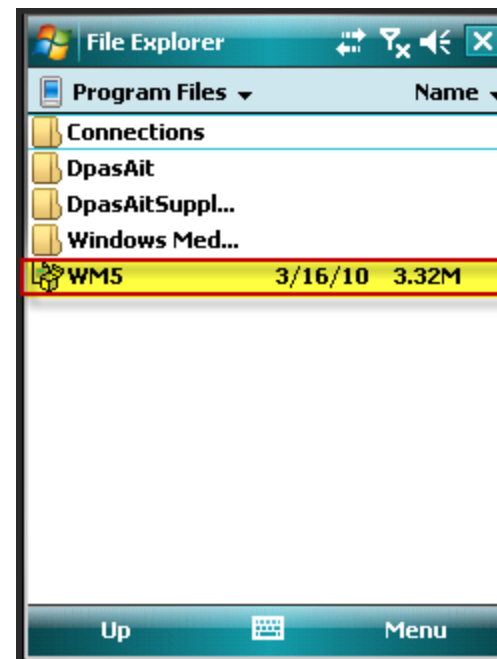 File Explorer
Program Files Name
Connections
DpasAit
DpasAitSuppl...
Windows Med...
WM5 3/16/10 3.32M
Up Menu